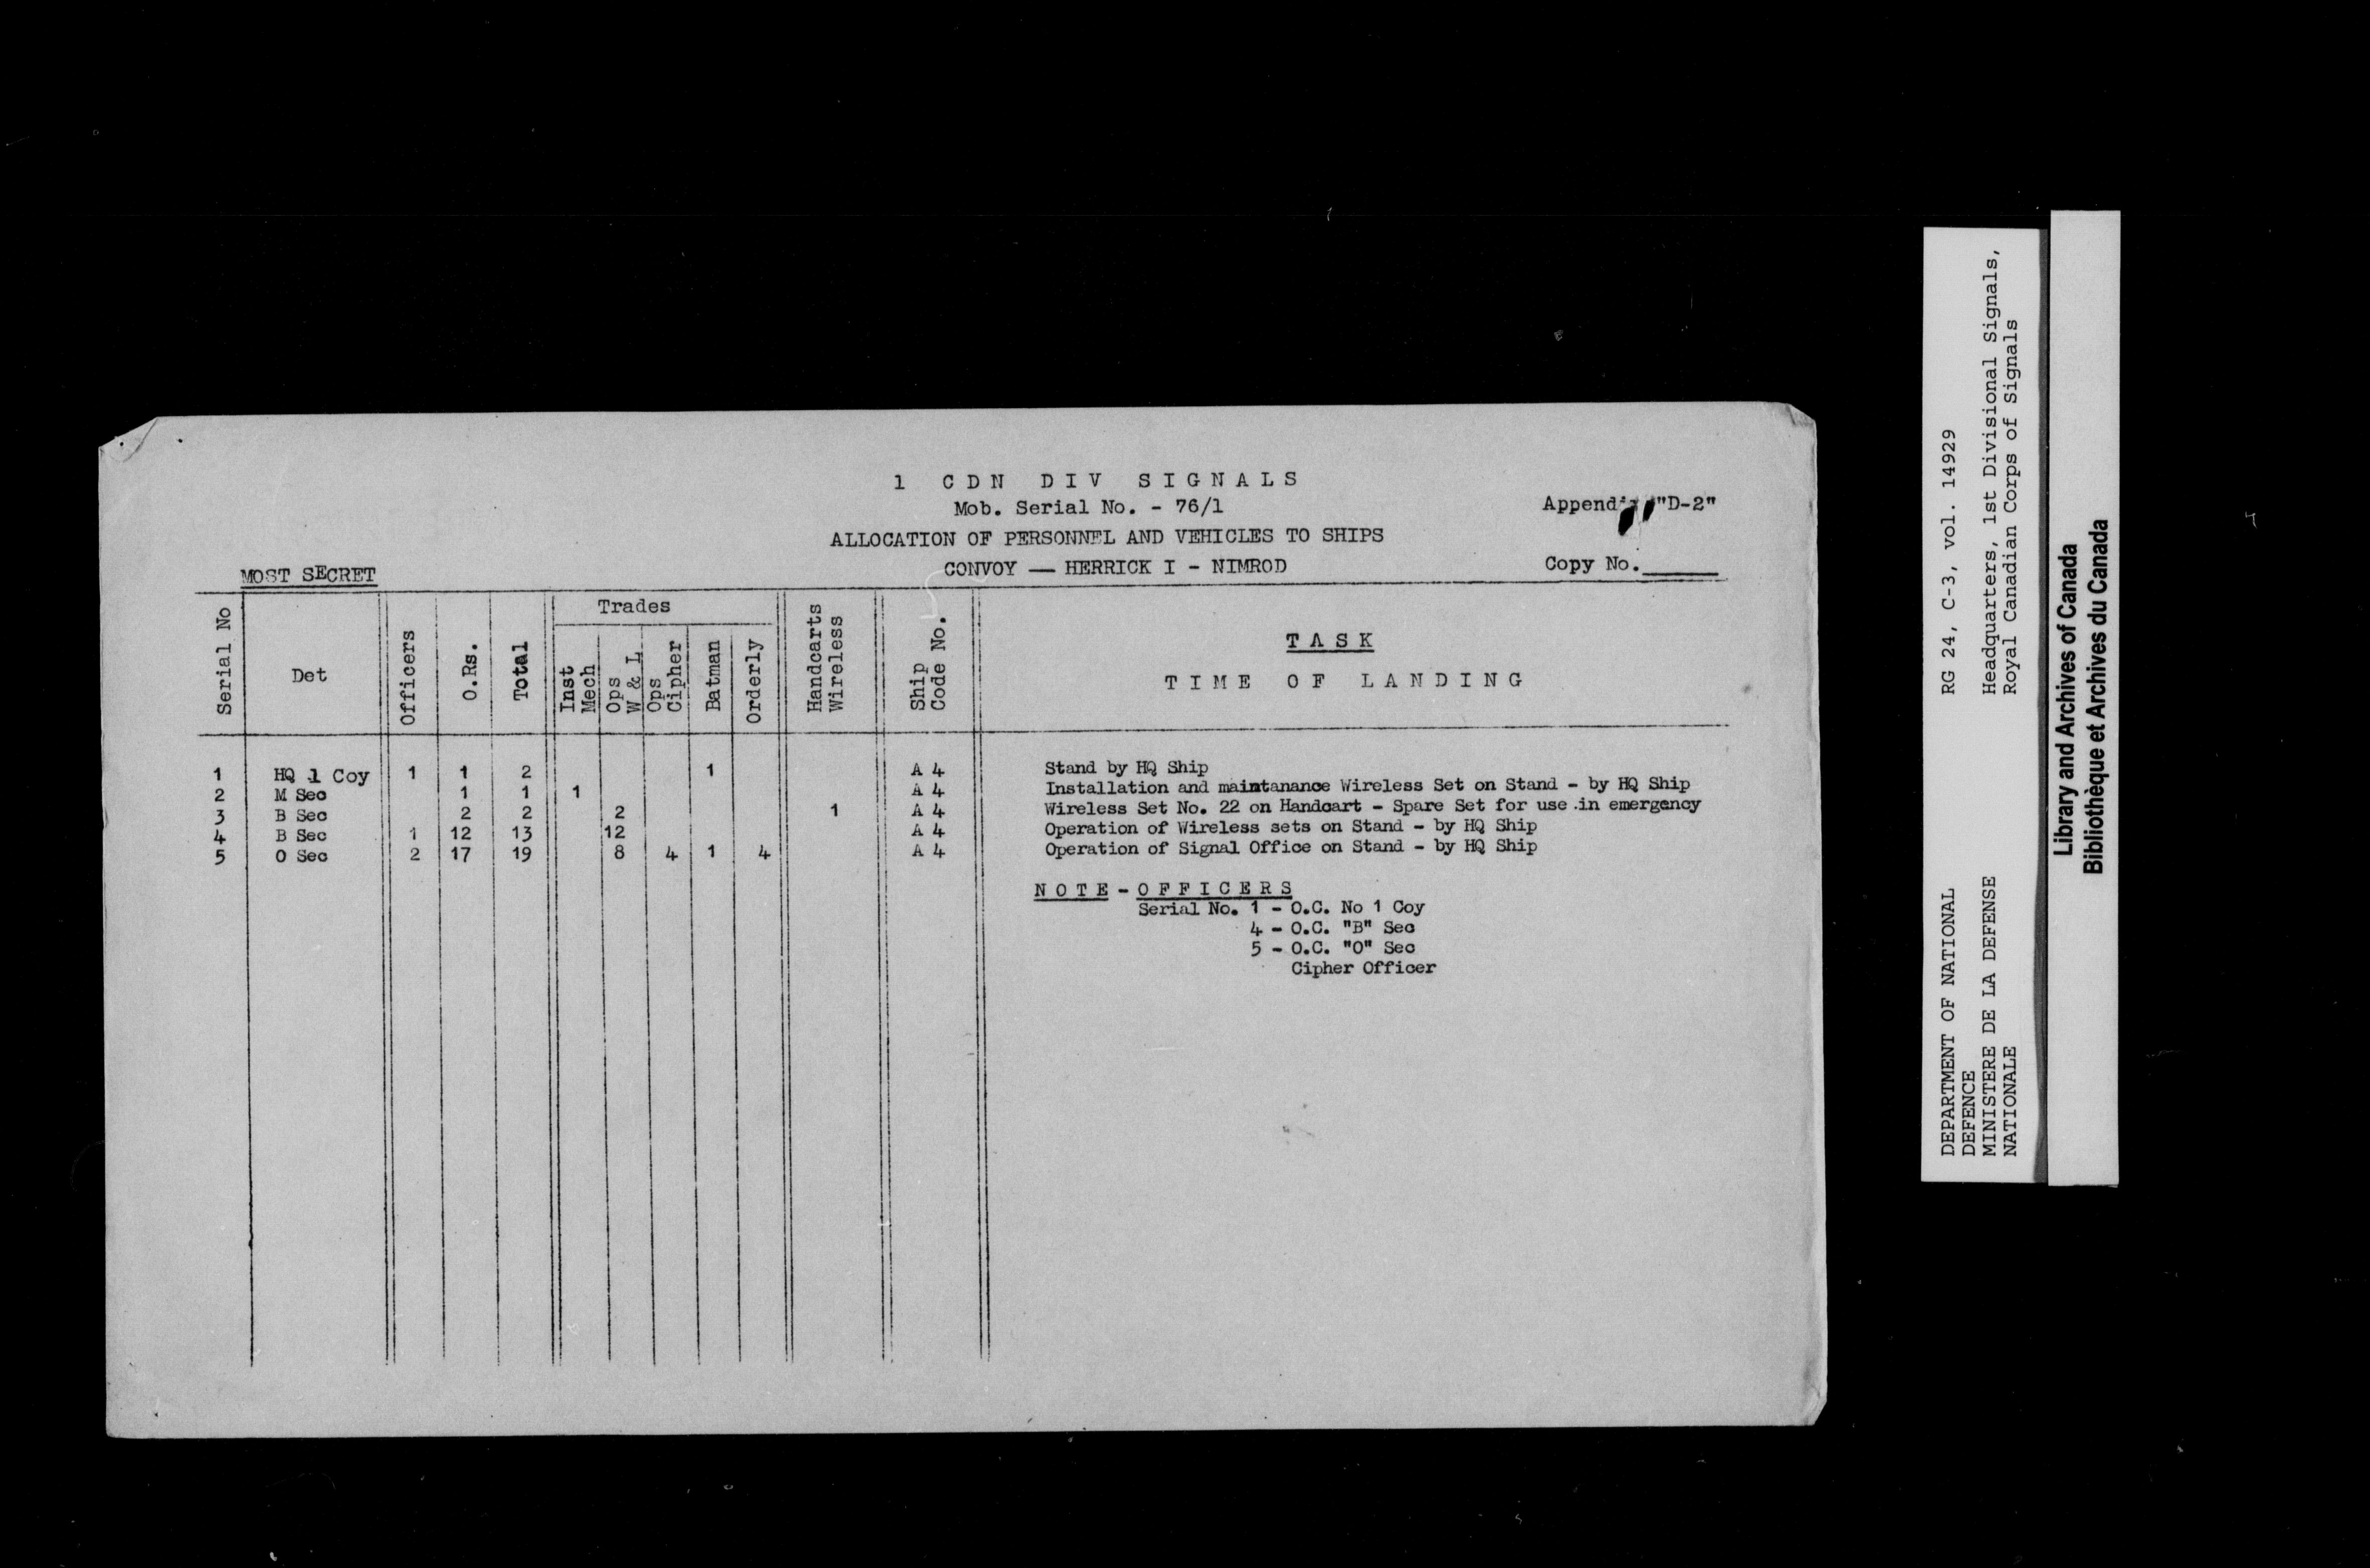 1 CDN DIV SIGNALS
Mob. Serial No. - 76/1
Appendix "D-2"
ALLOCATION OF PERSONNEL AND VEHICLES TO SHIPS
CONVOY — HERRICK I - NIMROD
Copy No.______
MOST SECRET
Serial No
Det
Officers
O.Rs.
Total
Trades
Inst Mech
Ops W & L
Ops Cipher
Batman
Orderly
Handcarts Wireless
Ship Code No.
TASK
TIME OF LANDING
1 HQ 1 Coy 1 1 2 1 A 4 Stand by HQ Ship
2 M Sec 1 1 1 A 4 Installation and maintanance Wireless Set on Stand - by HQ Ship
3 B Sec 2 2 2 1 A 4 Wireless Set No. 22 on Handcart - Spare Set for use in emergency
4 B Sec 1 12 13 12 A 4 Operation of Wireless sets on Stand - by HQ Ship
5 O Sec 2 17 19 8 4 1 4 A 4 Operation of Signal Office on Stand - by HQ Ship
NOTE - OFFICERS
Serial No. 1 - O.C. No 1 Coy
4 - O.C. "B" Sec
5 - O.C. "O" Sec
Cipher Officer
DEPARTMENT OF NATIONAL
DEFENCE
MINISTERE DE LA DEFENSE
NATIONALE
RG 24, C-3, vol. 14929
Headquarters, 1st Divisional Signals,
Royal Canadian Corps of Signals
Library and Archives of Canada
Bibliothèque et Archives du Canada